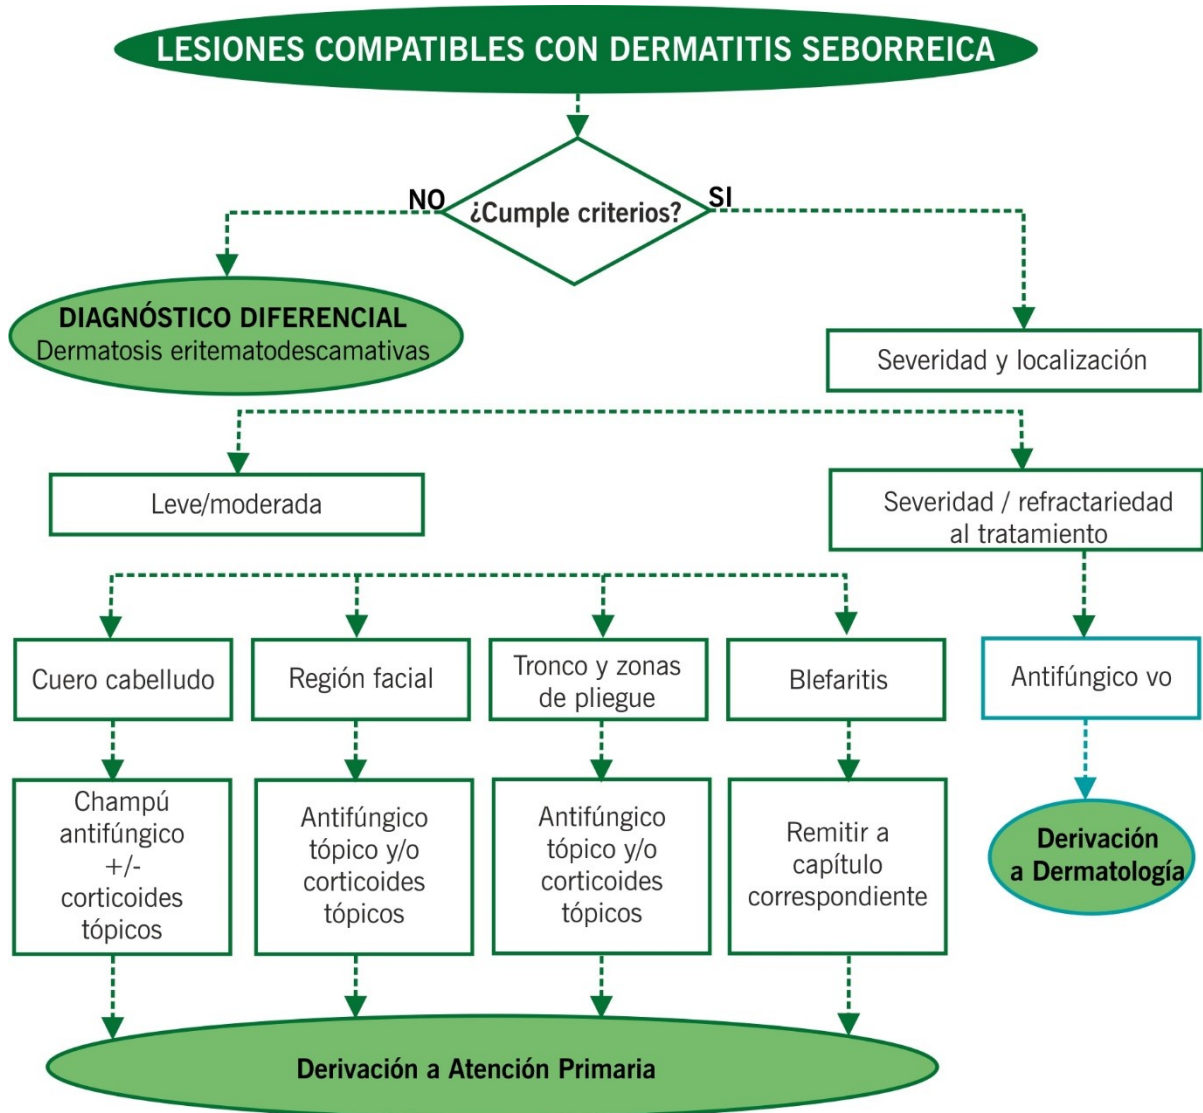 LESIONES COMPATIBLES CON DERMATITIS SEBORREICA
NO
¿Cumple criterios?
SI
DIAGNÓSTICO DIFERENCIAL
Dermatosis eritematodescamativas
Severidad y localización
Leve/moderada
Severidad / refractariedad
al tratamiento
Cuero cabelludo
Región facial
Tronco y zonas
de pliegue
Blefaritis
Antifúngico vo
Champú
antifúngico
+/-
corticoides
tópicos
Antifúngico
tópico y/o
corticoides
tópicos
Antifúngico
tópico y/o
corticoides
tópicos
Remitir a
capítulo
correspondiente
Derivación
a Dermatología
Derivación a Atención Primaria